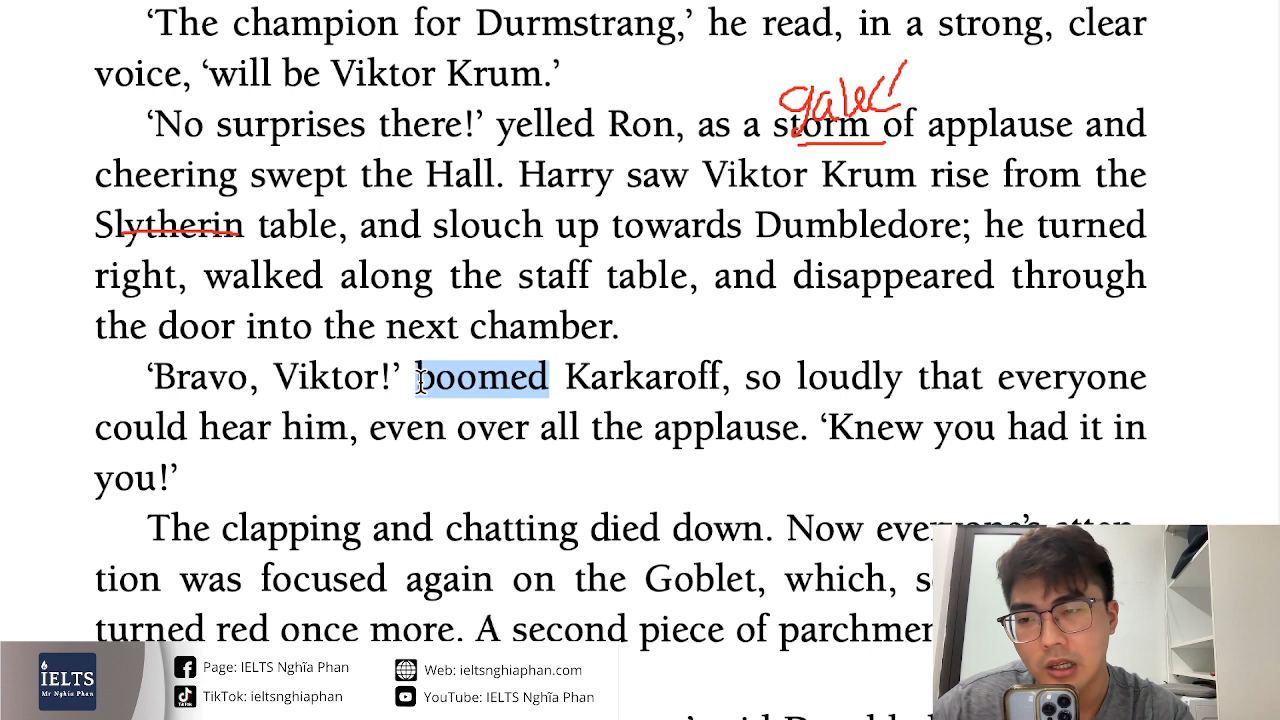 ‘The champion for Durmstrang,’ he read, in a strong, clear
voice, ‘will be Viktor Krum.’
‘No surprises there!’ yelled Ron, as a storm of applause and
cheering swept the Hall. Harry saw Viktor Krum rise from the
Slytherin table, and slouch up towards Dumbledore; he turned
right, walked along the staff table, and disappeared through
the door into the next chamber.
‘Bravo, Viktor!’ boomed Karkaroff, so loudly that everyone
could hear him, even over all the applause. ‘Knew you had it in
you!’
The clapping and chatting died down. Now everyone’s atten-
tion was focused again on the Goblet, which,
turned red once more. A second piece of
IELTS
Mr Nghia Phan
Page: IELTS Nghĩa Phan
TikTok: ieltsnghiaphan
Web: ieltsnghiaphan.com
YouTube: IELTS Nghĩa Phan